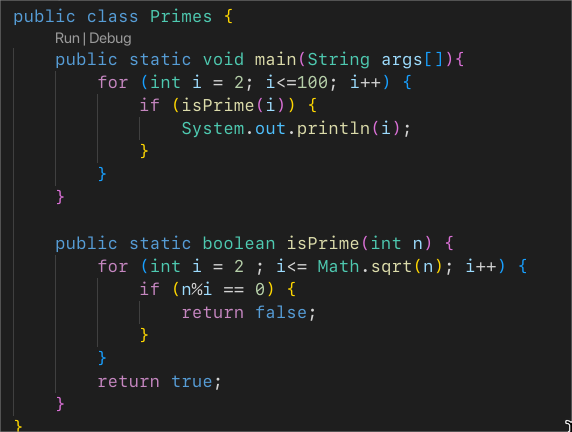 public class Primes {
    Run | Debug
    public static void main(String args[]){
        for (int i = 2; i<=100; i++) {
            if (isPrime(i)) {
                System.out.println(i);
            }
        }
    }

    public static boolean isPrime(int n) {
        for (int i = 2 ; i<= Math.sqrt(n); i++) {
            if (n%i == 0) {
                return false;
            }
        }
        return true;
    }
}